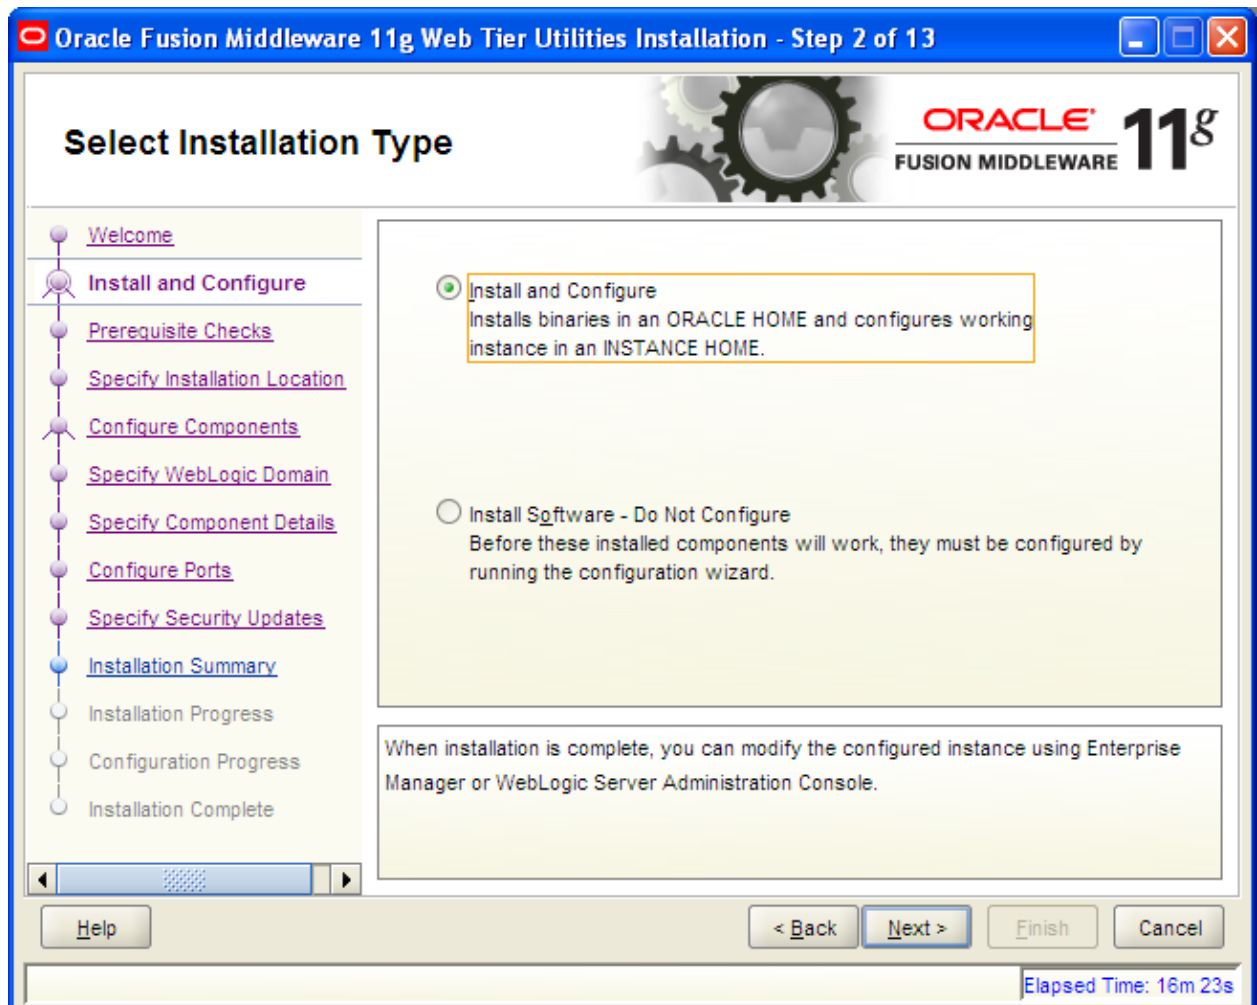 Oracle Fusion Middleware 11g Web Tier Utilities Installation - Step 2 of 13
Select Installation Type
ORACLE
FUSION MIDDLEWARE
11g
Welcome
Install and Configure
Prerequisite Checks
Specify Installation Location
Configure Components
Specify WebLogic Domain
Specify Component Details
Configure Ports
Specify Security Updates
Installation Summary
Installation Progress
Configuration Progress
Installation Complete
Install and Configure
Installs binaries in an ORACLE HOME and configures working
instance in an INSTANCE HOME.
Install Software - Do Not Configure
Before these installed components will work, they must be configured by
running the configuration wizard.
When installation is complete, you can modify the configured instance using Enterprise
Manager or WebLogic Server Administration Console.
Help
< Back
Next >
Finish
Cancel
Elapsed Time: 16m 23s